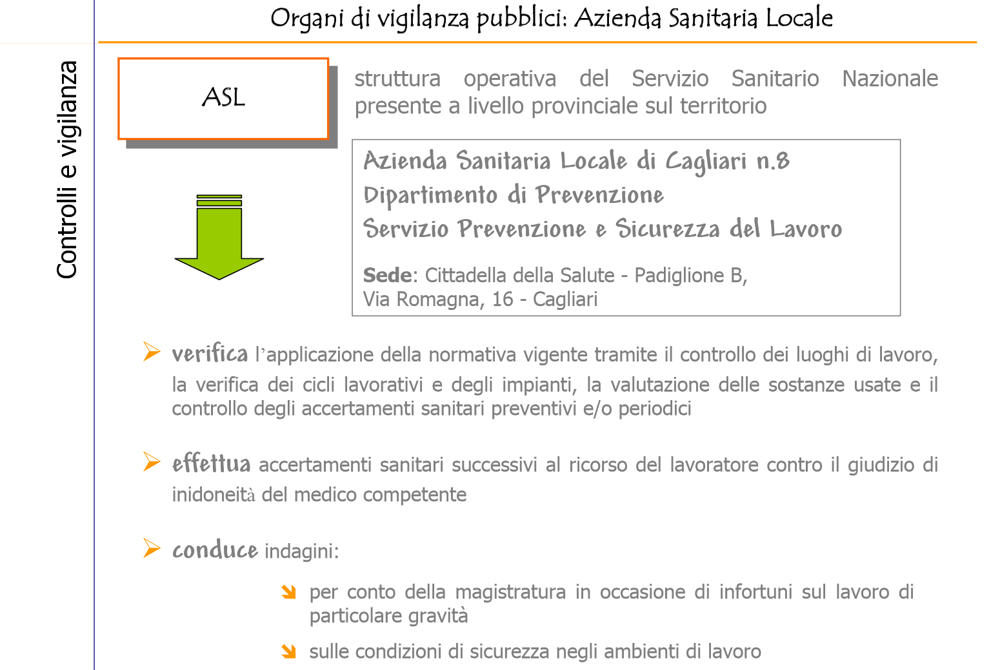 Organi di vigilanza pubblici: Azienda Sanitaria Locale
Controlli e vigilanza
ASL
struttura operativa del Servizio Sanitario Nazionale
presente a livello provinciale sul territorio
Azienda Sanitaria Locale di Cagliari n.8
Dipartimento di Prevenzione
Servizio Prevenzione e Sicurezza del Lavoro
Sede: Cittadella della Salute - Padiglione B,
Via Romagna, 16 - Cagliari
verifica l’applicazione della normativa vigente tramite il controllo dei luoghi di lavoro,
la verifica dei cicli lavorativi e degli impianti, la valutazione delle sostanze usate e il
controllo degli accertamenti sanitari preventivi e/o periodici
effettua accertamenti sanitari successivi al ricorso del lavoratore contro il giudizio di
inidoneità del medico competente
conduce indagini:
per conto della magistratura in occasione di infortuni sul lavoro di
particolare gravità
sulle condizioni di sicurezza negli ambienti di lavoro